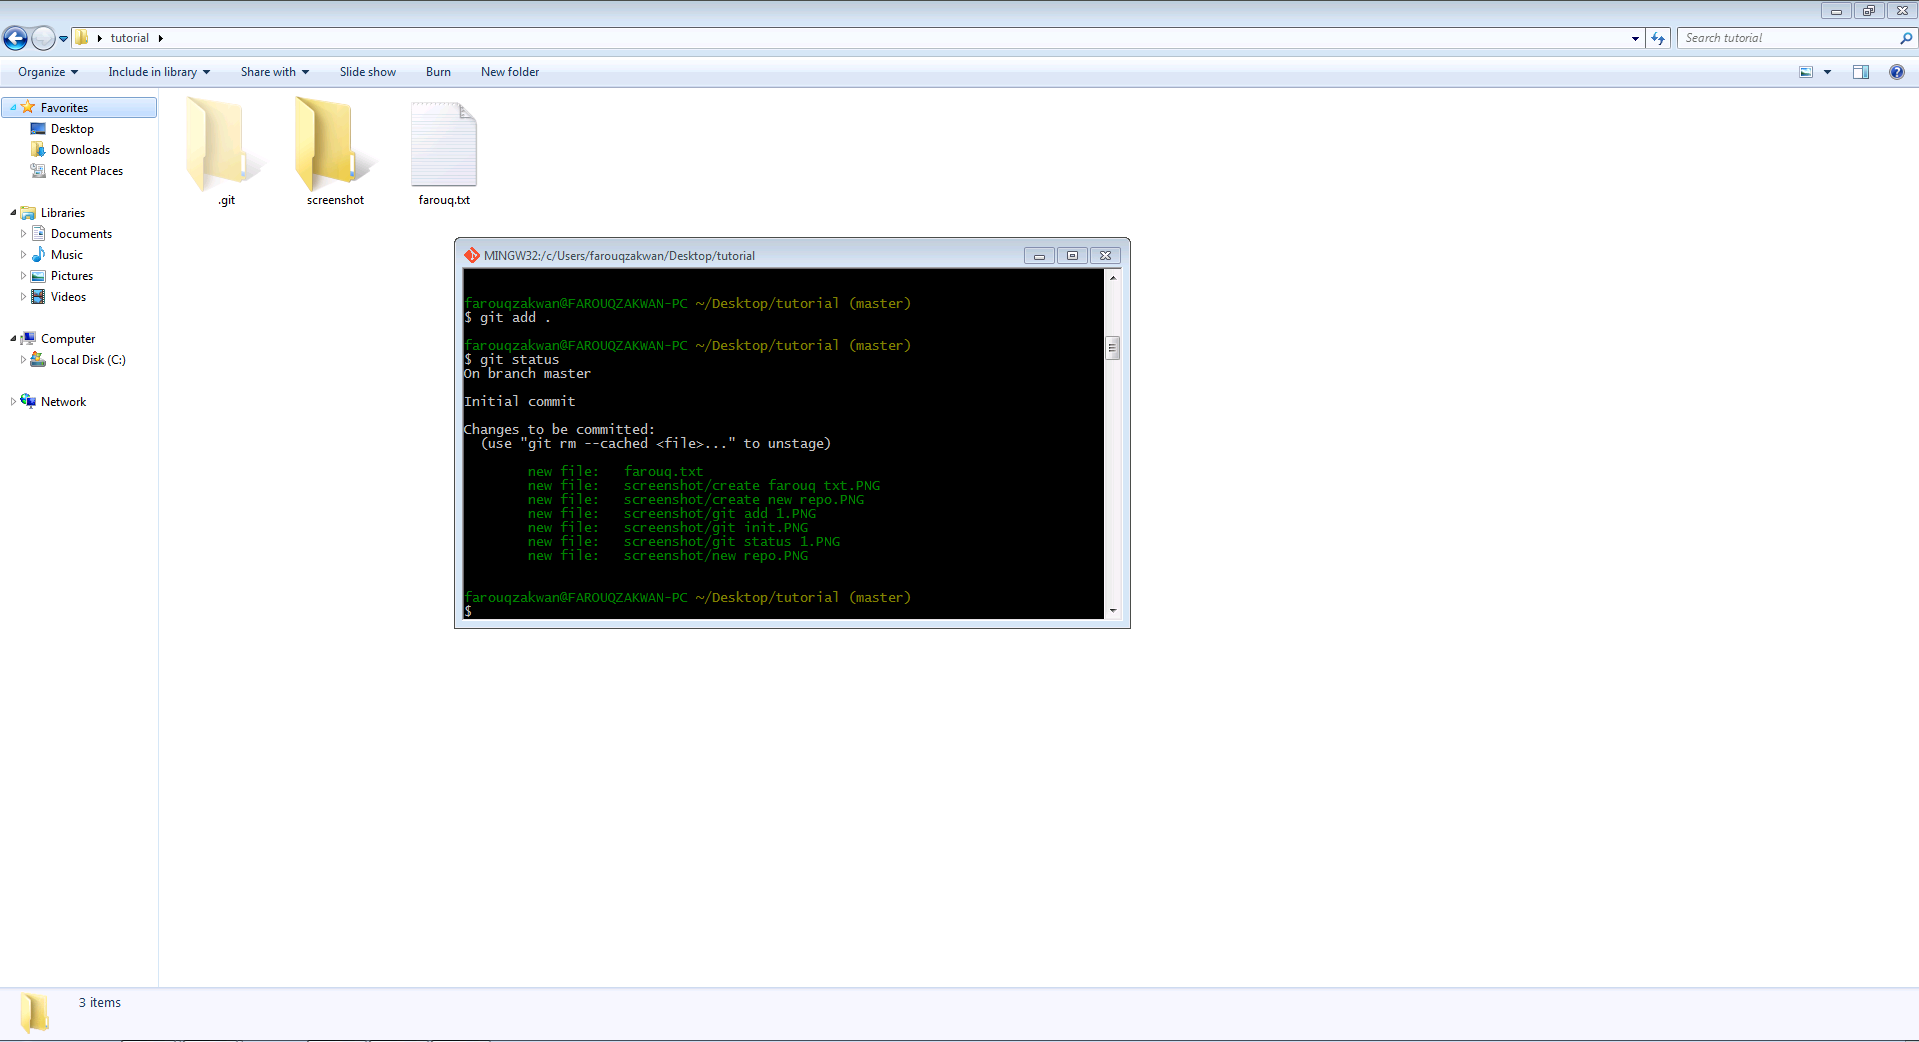 tutorial
Search tutorial
Organize Include in library Share with Slide show Burn New folder
Favorites
Desktop
Downloads
Recent Places
Libraries
Documents
Music
Pictures
Videos
Computer
Local Disk (C:)
Network
.git
screenshot
farouq.txt
MINGW32:/c/Users/farouqzakwan/Desktop/tutorial
farouqzakwan@FAROUQZAKWAN-PC ~/Desktop/tutorial (master)
$ git add .
farouqzakwan@FAROUQZAKWAN-PC ~/Desktop/tutorial (master)
$ git status
On branch master
Initial commit
Changes to be committed:
(use "git rm --cached <file>..." to unstage)
new file: farouq.txt
new file: screenshot/create farouq txt.PNG
new file: screenshot/create new repo.PNG
new file: screenshot/git add 1.PNG
new file: screenshot/git init.PNG
new file: screenshot/git status 1.PNG
new file: screenshot/new repo.PNG
farouqzakwan@FAROUQZAKWAN-PC ~/Desktop/tutorial (master)
$
3 items